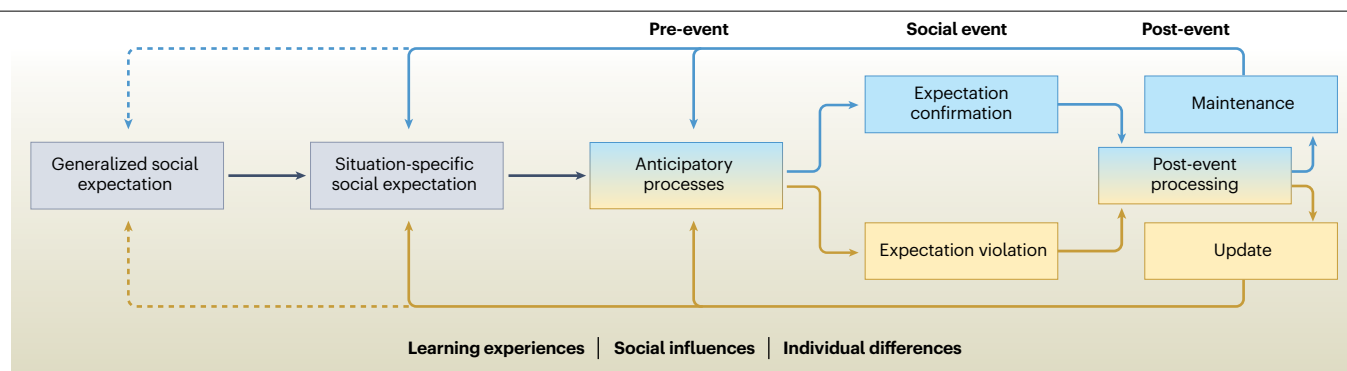 Pre-event
Social event
Post-event
Expectation
confirmation
Maintenance
Generalized social
expectation
Situation-specific
social expectation
Anticipatory
processes
Post-event
processing
Expectation violation
Update
Learning experiences | Social influences | Individual differences